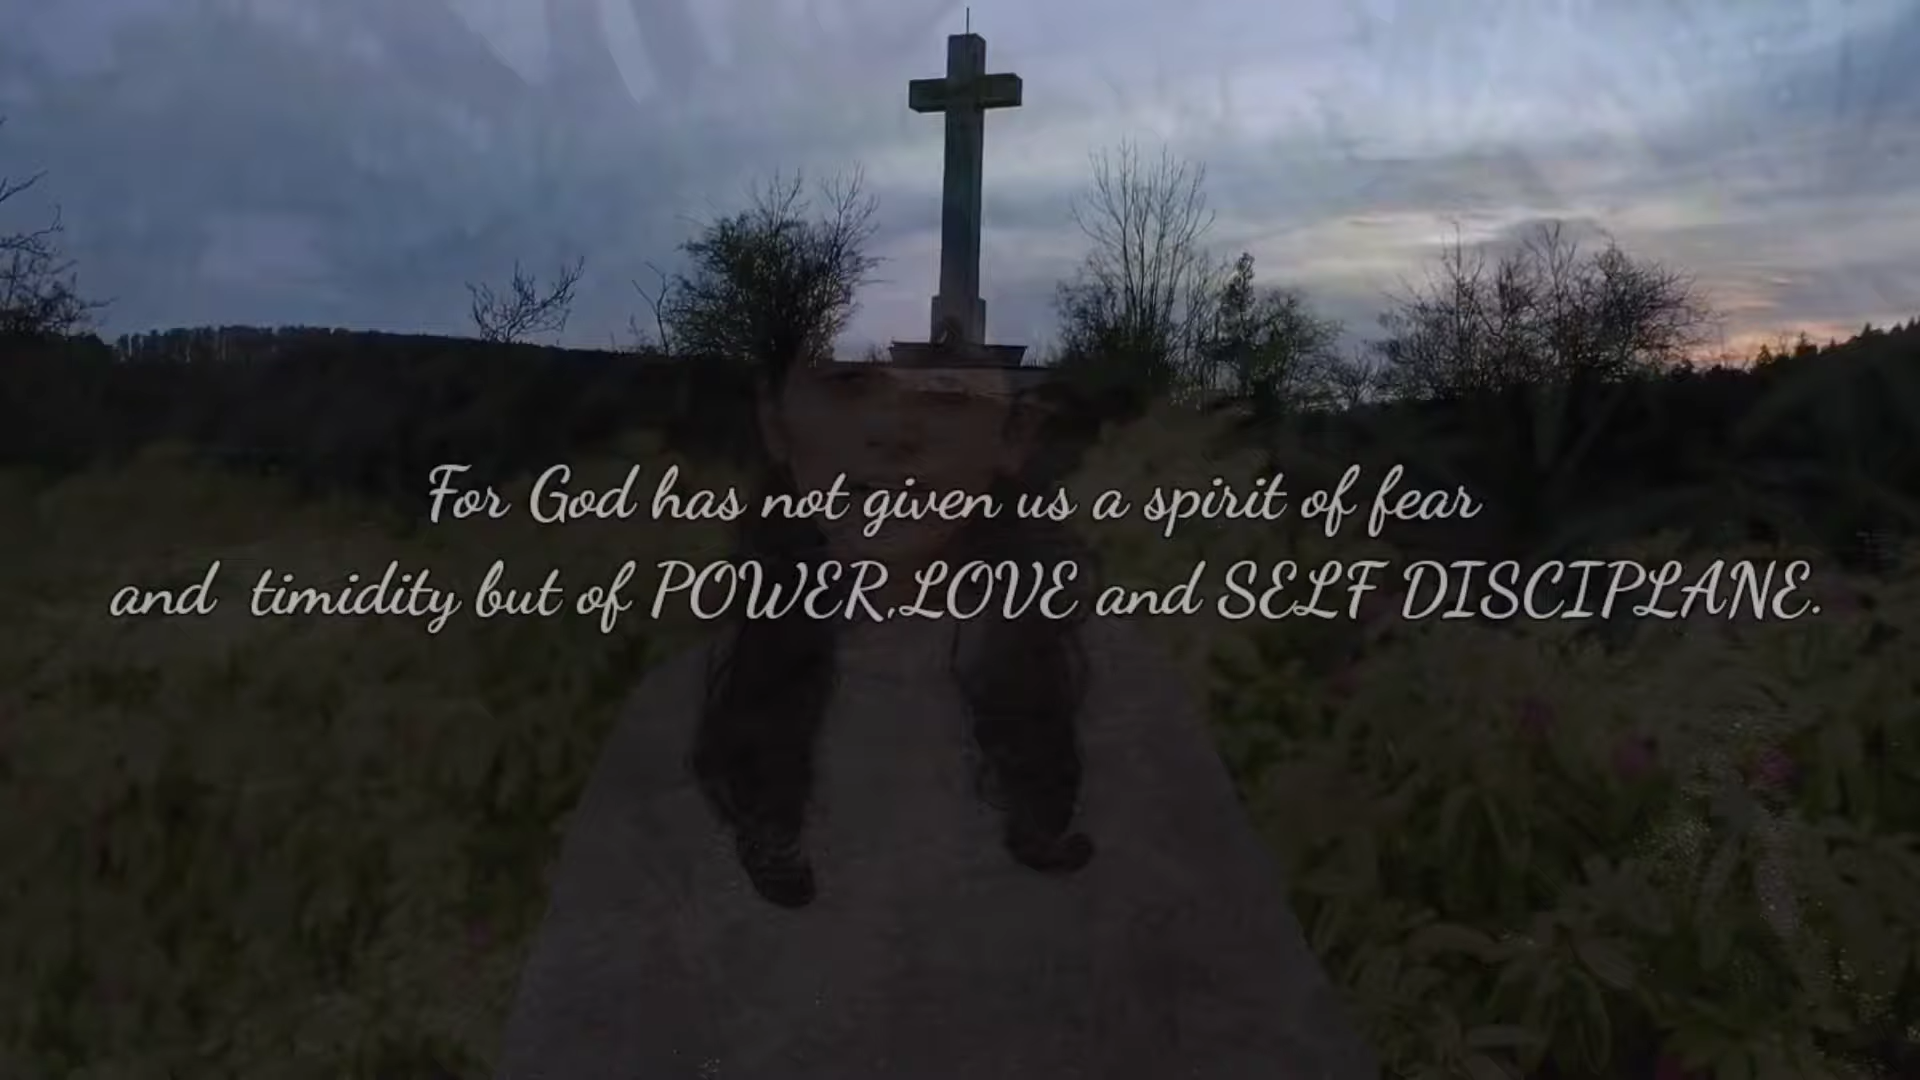 For God has not given us a spirit of fear
and  timidity but of POWER,LOVE and SELF DISCIPLANE.